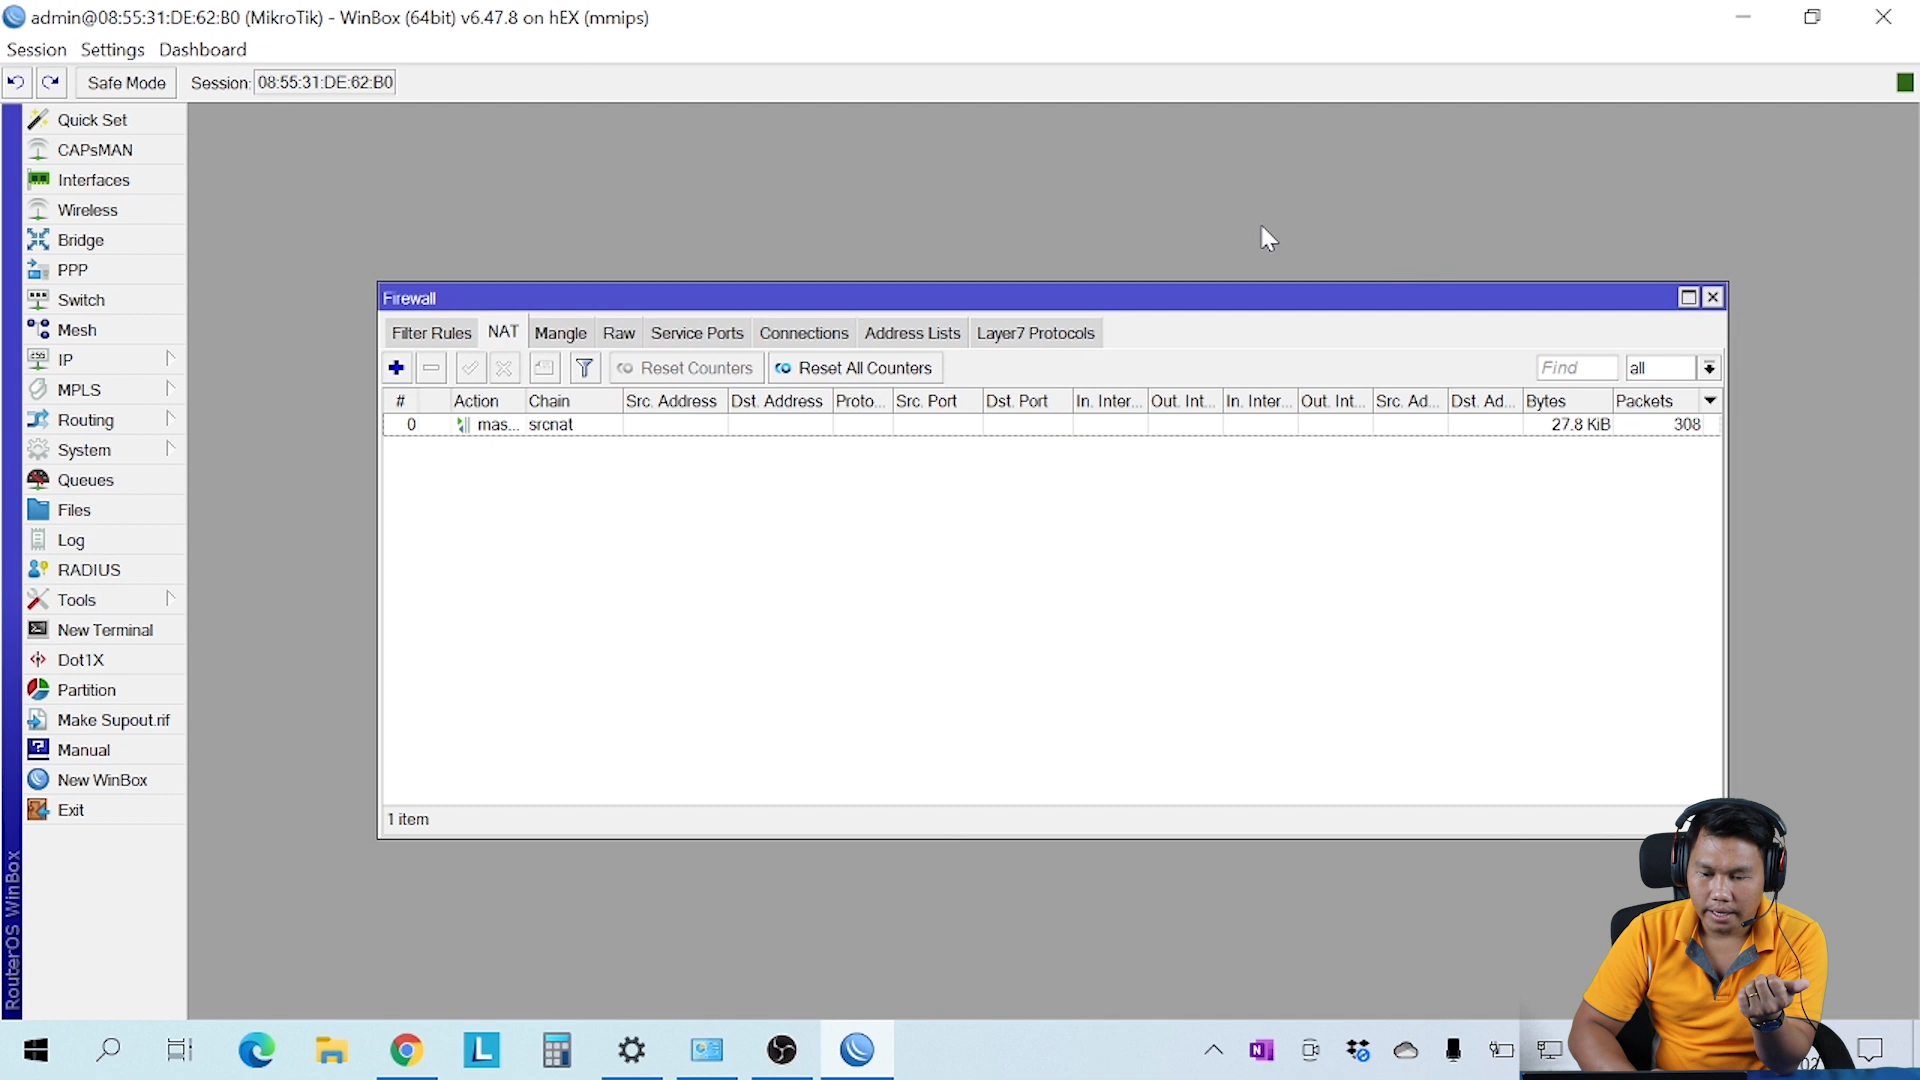 admin@08:55:31:DE:62:B0 (MikroTik) - WinBox (64bit) v6.47.8 on hEX (mmips)
Session Settings Dashboard
Safe Mode Session: 08:55:31:DE:62:B0
Quick Set
CAPsMAN
Interfaces
Wireless
Bridge
PPP
Switch
Mesh
IP
MPLS
Routing
System
Queues
Files
Log
RADIUS
Tools
New Terminal
Dot1X
Partition
Make Supout.rif
Manual
New WinBox
Exit
RouterOS WinBox
Firewall
Filter Rules NAT Mangle Raw Service Ports Connections Address Lists Layer7 Protocols
Reset Counters Reset All Counters Find all
# Action Chain Src. Address Dst. Address Proto... Src. Port Dst. Port In. Inter... Out. Int... In. Inter... Out. Int... Src. Ad... Dst. Ad... Bytes Packets
0 mas... srcnat 27.8 KiB 308
1 item